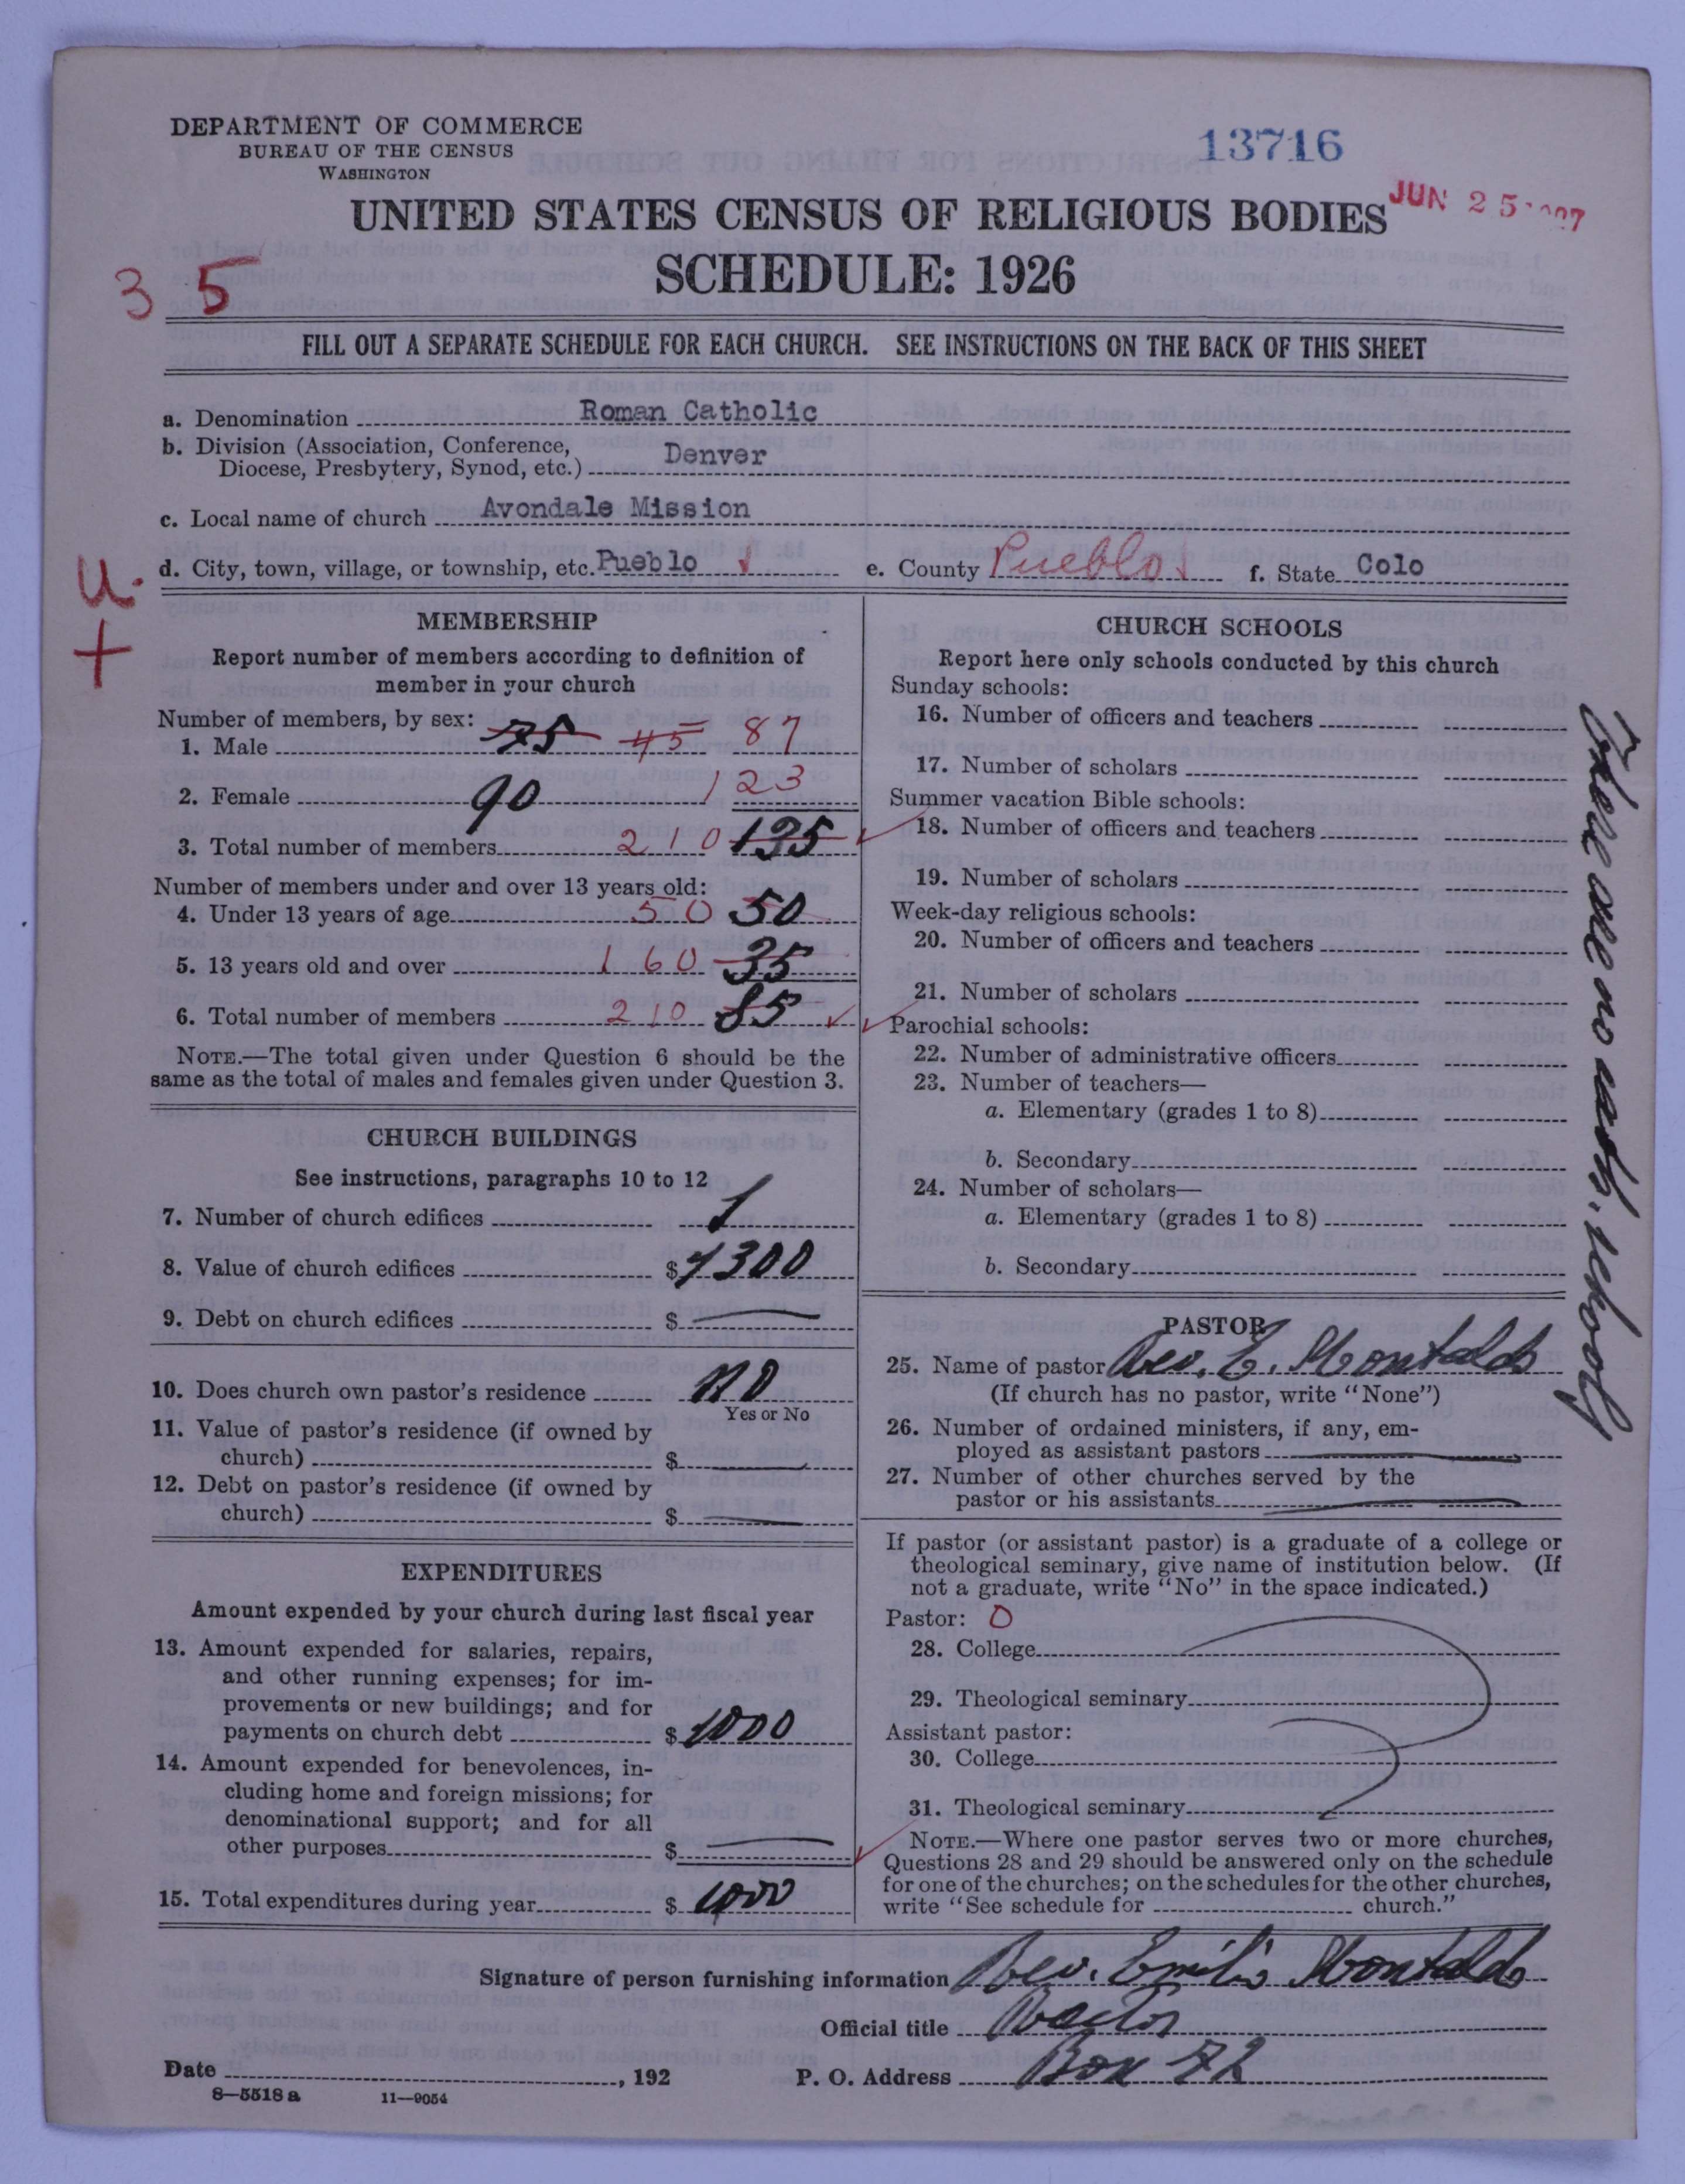 DEPARTMENT OF COMMERCE
BUREAU OF THE CENSUS
WASHINGTON
13716
JUN 25
UNITED STATES CENSUS OF RELIGIOUS BODIES
SCHEDULE: 1926
3 5
FILL OUT A SEPARATE SCHEDULE FOR EACH CHURCH. SEE INSTRUCTIONS ON THE BACK OF THIS SHEET
a. Denomination Roman Catholic
b. Division (Association, Conference,
Diocese, Presbytery, Synod, etc.) Denver
c. Local name of church Avondale Mission
d. City, town, village, or township, etc. Pueblo e. County Pueblo f. State Colo
U.
+
MEMBERSHIP
Report number of members according to definition of
member in your church
Number of members, by sex:
1. Male 75 45 87
2. Female 90 123
3. Total number of members 210 135
Number of members under and over 13 years old:
4. Under 13 years of age 50 50
5. 13 years old and over 160 35
6. Total number of members 210 85
NOTE.—The total given under Question 6 should be the
same as the total of males and females given under Question 3.
CHURCH BUILDINGS
See instructions, paragraphs 10 to 12
7. Number of church edifices 1
8. Value of church edifices $ 7300
9. Debt on church edifices $
10. Does church own pastor's residence no
Yes or No
11. Value of pastor's residence (if owned by
church) $
12. Debt on pastor's residence (if owned by
church) $
EXPENDITURES
Amount expended by your church during last fiscal year
13. Amount expended for salaries, repairs,
and other running expenses; for im-
provements or new buildings; and for
payments on church debt $ 1000
14. Amount expended for benevolences, in-
cluding home and foreign missions; for
denominational support; and for all
other purposes $
15. Total expenditures during year $ 1000
CHURCH SCHOOLS
Report here only schools conducted by this church
Sunday schools:
16. Number of officers and teachers
17. Number of scholars
Summer vacation Bible schools:
18. Number of officers and teachers
19. Number of scholars
Week-day religious schools:
20. Number of officers and teachers
21. Number of scholars
Parochial schools:
22. Number of administrative officers
23. Number of teachers—
a. Elementary (grades 1 to 8)
b. Secondary
24. Number of scholars—
a. Elementary (grades 1 to 8)
b. Secondary
There are no cath. school
PASTOR
25. Name of pastor Rev. E. Montaldo
(If church has no pastor, write "None")
26. Number of ordained ministers, if any, em-
ployed as assistant pastors
27. Number of other churches served by the
pastor or his assistants
If pastor (or assistant pastor) is a graduate of a college or
theological seminary, give name of institution below. (If
not a graduate, write "No" in the space indicated.)
Pastor: 0
28. College
29. Theological seminary
Assistant pastor:
30. College
31. Theological seminary
NOTE.—Where one pastor serves two or more churches,
Questions 28 and 29 should be answered only on the schedule
for one of the churches; on the schedules for the other churches,
write "See schedule for church."
Signature of person furnishing information Rev. Emilio Montaldo
Official title Pastor
Date , 192 P. O. Address Box 72
8—5518 a 11—9054